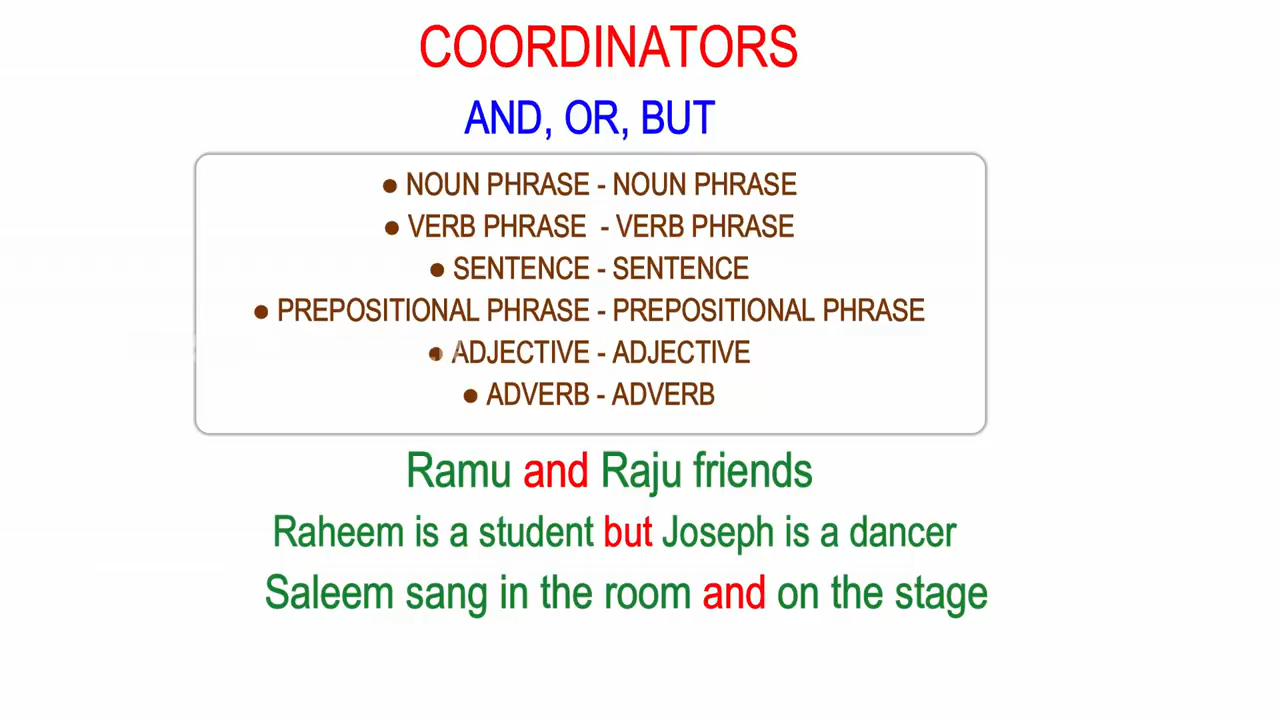 COORDINATORS
AND, OR, BUT
● NOUN PHRASE - NOUN PHRASE
● VERB PHRASE - VERB PHRASE
● SENTENCE - SENTENCE
● PREPOSITIONAL PHRASE - PREPOSITIONAL PHRASE
● ADJECTIVE - ADJECTIVE
● ADVERB - ADVERB
Ramu and Raju friends
Raheem is a student but Joseph is a dancer
Saleem sang in the room and on the stage